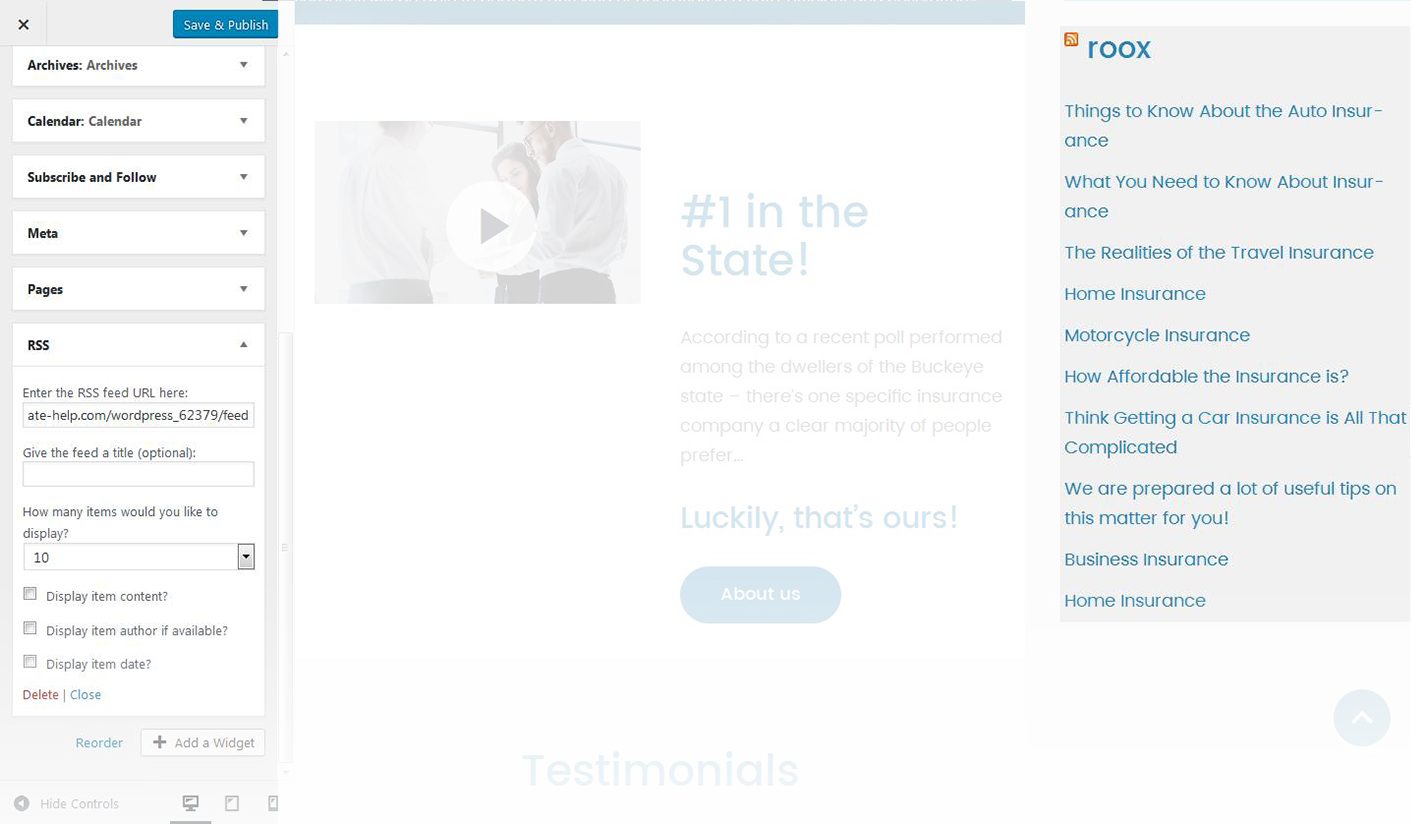 Save & Publish
Archives: Archives
Calendar: Calendar
Subscribe and Follow
Meta
Pages
RSS
Enter the RSS feed URL here:
ate-help.com/wordpress_62379/feed
Give the feed a title (optional):
How many items would you like to
display?
10
Display item content?
Display item author if available?
Display item date?
Delete | Close
Reorder
Add a Widget
Hide Controls
#1 in the
State!
According to a recent poll performed
among the dwellers of the Buckeye
state – there's one specific insurance
company a clear majority of people
prefer...
Luckily, that's ours!
About us
Testimonials
roox
Things to Know About the Auto Insur-
ance
What You Need to Know About Insur-
ance
The Realities of the Travel Insurance
Home Insurance
Motorcycle Insurance
How Affordable the Insurance is?
Think Getting a Car Insurance is All That
Complicated
We are prepared a lot of useful tips on
this matter for you!
Business Insurance
Home Insurance